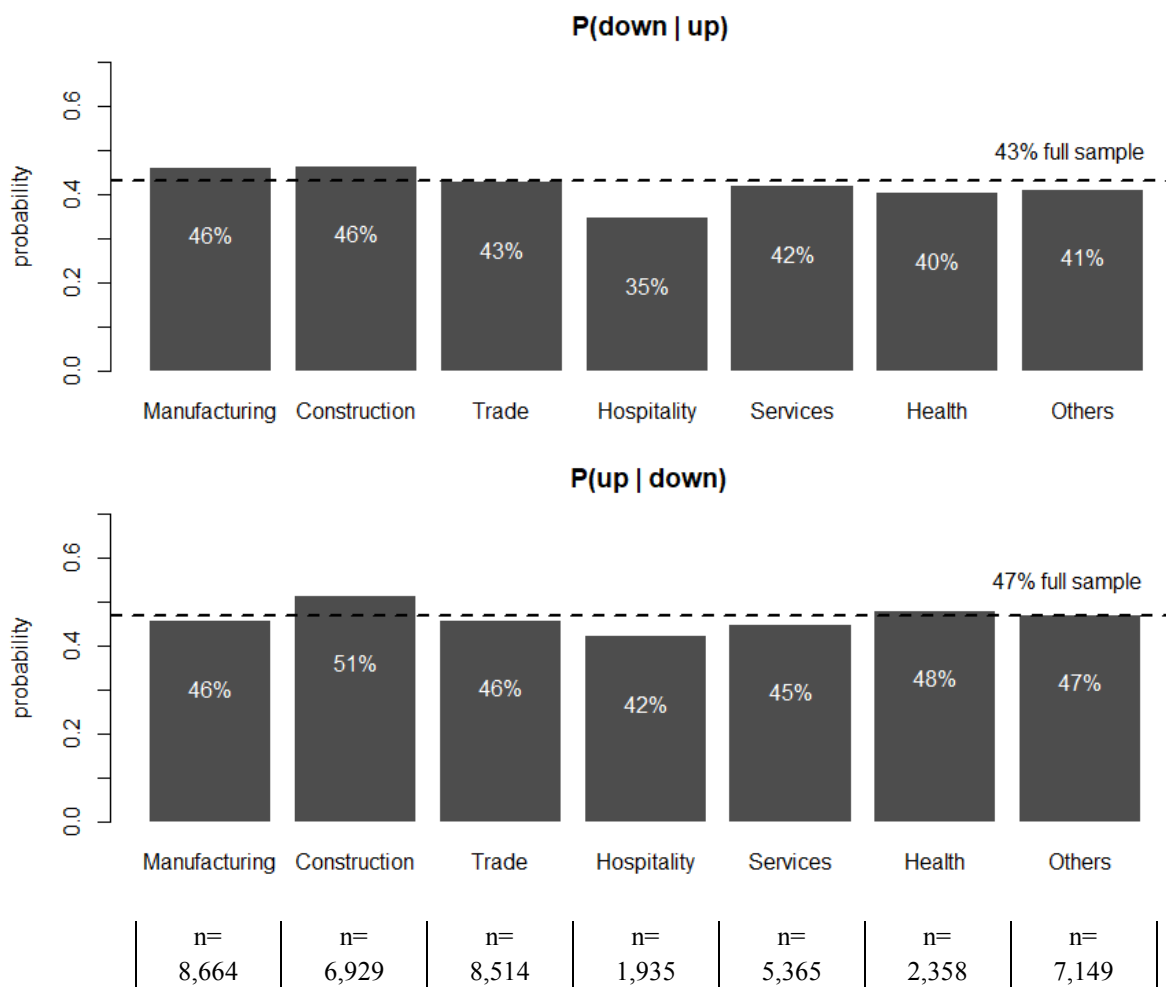 P(down | up)
0.6
43% full sample
0.4
probability
46%
46%
43%
35%
42%
40%
41%
0.2
0.0
Manufacturing Construction Trade Hospitality Services Health Others
P(up | down)
0.6
47% full sample
0.4
probability
46%
51%
46%
42%
45%
48%
47%
0.2
0.0
Manufacturing Construction Trade Hospitality Services Health Others
n= n= n= n= n= n= n=
8,664 6,929 8,514 1,935 5,365 2,358 7,149